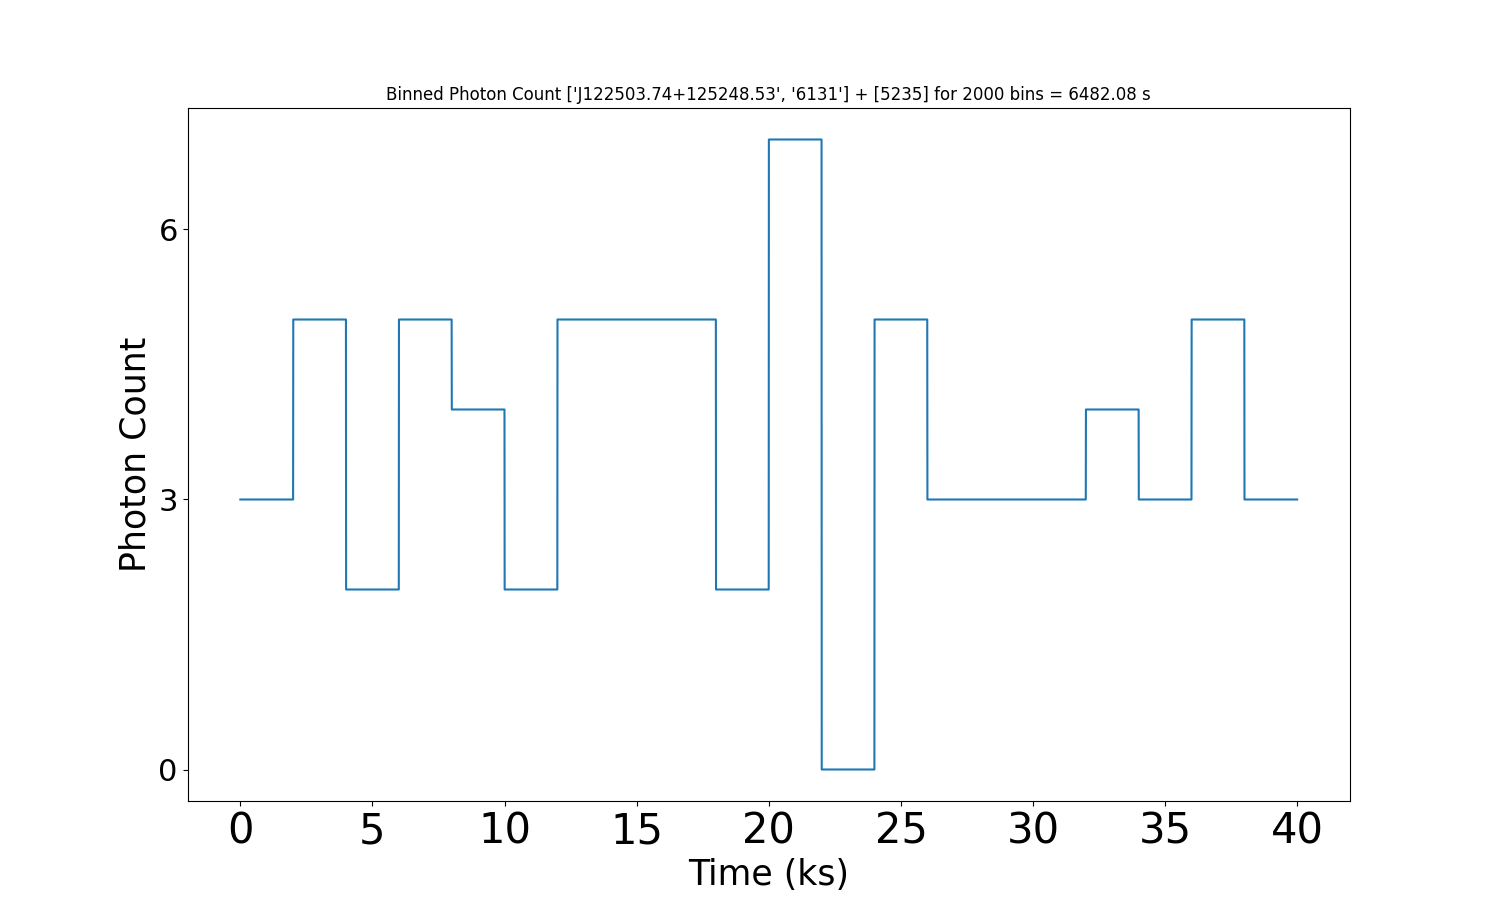 Binned Photon Count ['J122503.74+125248.53', '6131'] + [5235] for 2000 bins = 6482.08 s
6
3
0
Photon Count
0 5 10 15 20 25 30 35 40
Time (ks)